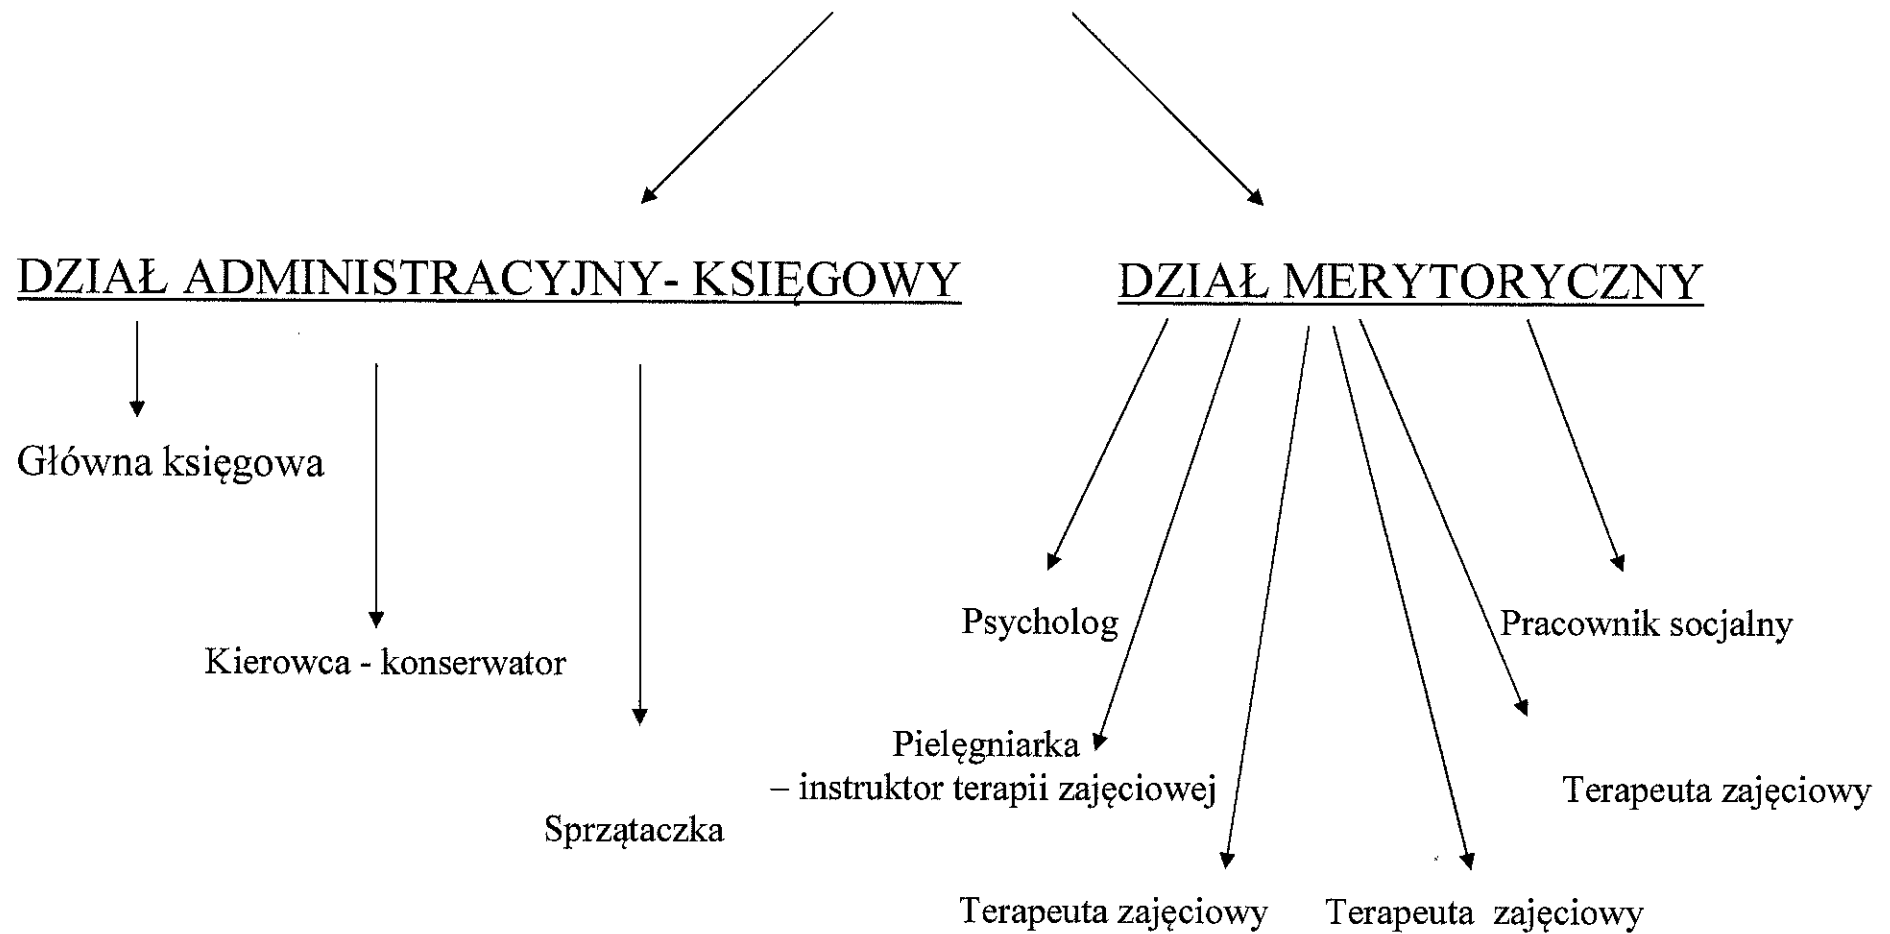 DZIAŁ ADMINISTRACYJNY- KSIĘGOWY
DZIAŁ MERYTORYCZNY
Główna księgowa
Psycholog
Pracownik socjalny
Kierowca - konserwator
Pielęgniarka
– instruktor terapii zajęciowej
Terapeuta zajęciowy
Sprzątaczka
Terapeuta zajęciowy
Terapeuta zajęciowy